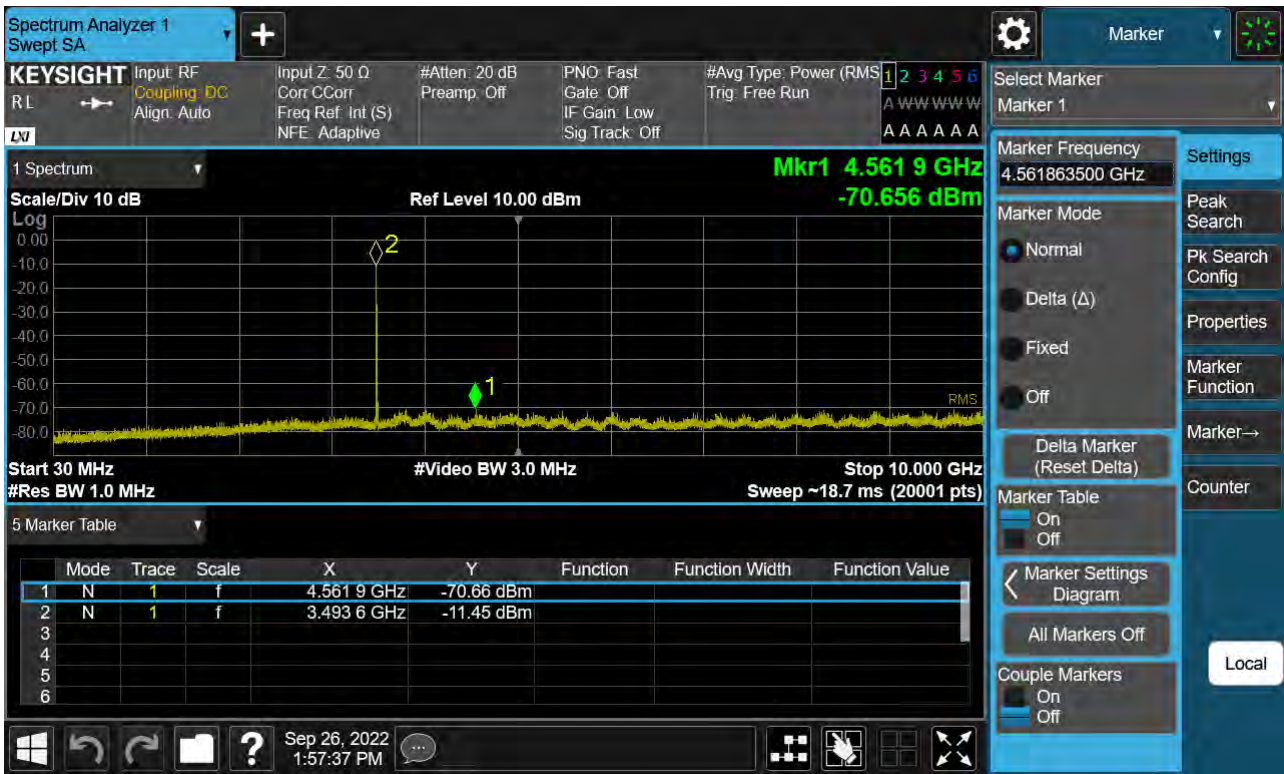 Spectrum Analyzer 1
Swept SA
Marker
KEYSIGHT
RL
LXI
Input: RF
Coupling: DC
Align: Auto
Input Z: 50 Ω
Corr CCorr
Freq Ref: Int (S)
NFE: Adaptive
#Atten: 20 dB
Preamp: Off
PNO: Fast
Gate: Off
IF Gain: Low
Sig Track: Off
#Avg Type: Power (RMS
Trig: Free Run
1 2 3 4 5 6
A W W W W W
A A A A A A
Select Marker
Marker 1
1 Spectrum
Mkr1 4.561 9 GHz
-70.656 dBm
Scale/Div 10 dB
Ref Level 10.00 dBm
Log
0.00
-10.0
-20.0
-30.0
-40.0
-50.0
-60.0
-70.0
-80.0
2
1
RMS
Start 30 MHz
#Video BW 3.0 MHz
Stop 10.000 GHz
#Res BW 1.0 MHz
Sweep ~18.7 ms (20001 pts)
5 Marker Table
Mode Trace Scale X Y Function Function Width Function Value
1 N 1 f 4.561 9 GHz -70.66 dBm
2 N 1 f 3.493 6 GHz -11.45 dBm
3
4
5
6
Marker Frequency
4.561863500 GHz
Marker Mode
Normal
Delta (Δ)
Fixed
Off
Delta Marker
(Reset Delta)
Marker Table
On
Off
Marker Settings
Diagram
All Markers Off
Couple Markers
On
Off
Settings
Peak
Search
Pk Search
Config
Properties
Marker
Function
Marker→
Counter
Local
?
Sep 26, 2022
1:57:37 PM